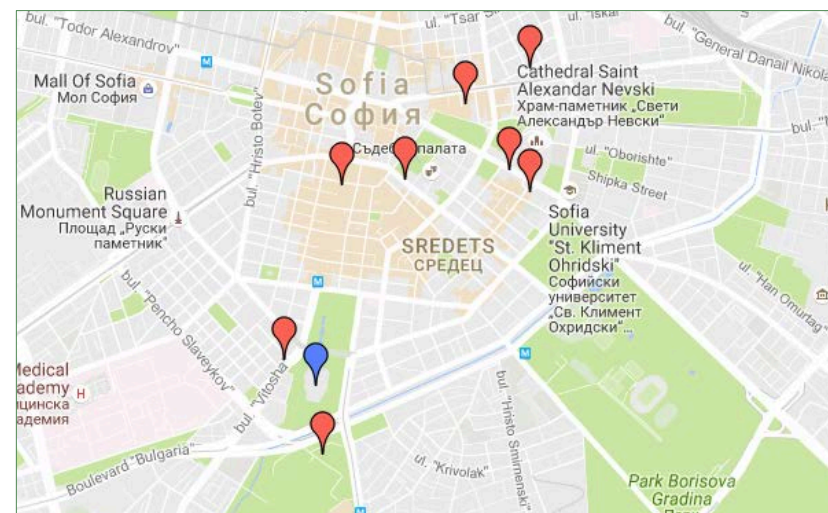 bul. "Todor Alexandrov"
ul. "Tsar
ul. "Iskar
bul. "General Danail Nikola
Mall Of Sofia
Мол София
Sofia
София
Cathedral Saint
Alexandar Nevski
Храм-паметник „Свети
Александър Невски"
bul. "Hristo Botev"
ul. "Oborishte"
Shipka Street
Russian
Monument Square
Площад „Руски
паметник"
SREDETS
СРЕДЕЦ
Sofia
University
"St. Kliment
Ohridski"
Софийски
университет
„Св. Климент
Охридски"...
ul. "Han Omurtag"
bul. "Pencho Slaveykov"
bul. "Vitosha"
Medical
ademy
ицинска
адемия
H
M
M
M
M
Boulevard "Bulgaria"
ul. "Krivolak"
bul. "Hristo Smirnenski"
Park Borisova
Gradina